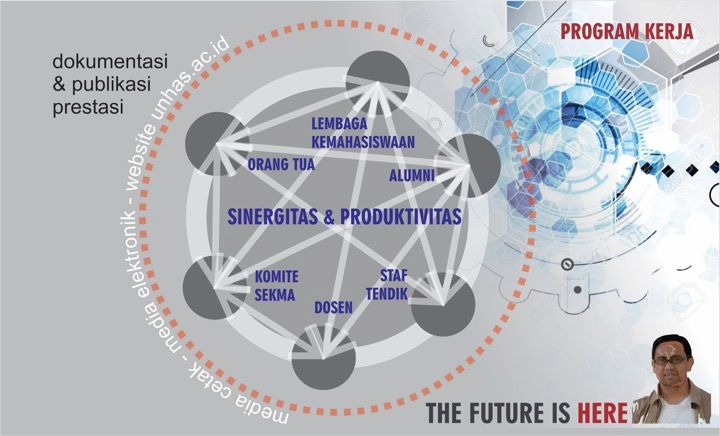 PROGRAM KERJA
dokumentasi
& publikasi
prestasi
media cetak - media elektronik - website unhas.ac.id
LEMBAGA
KEMAHASISWAAN
ORANG TUA
ALUMNI
SINERGITAS & PRODUKTIVITAS
KOMITE
SEKMA
STAF
TENDIK
DOSEN
THE FUTURE IS HERE